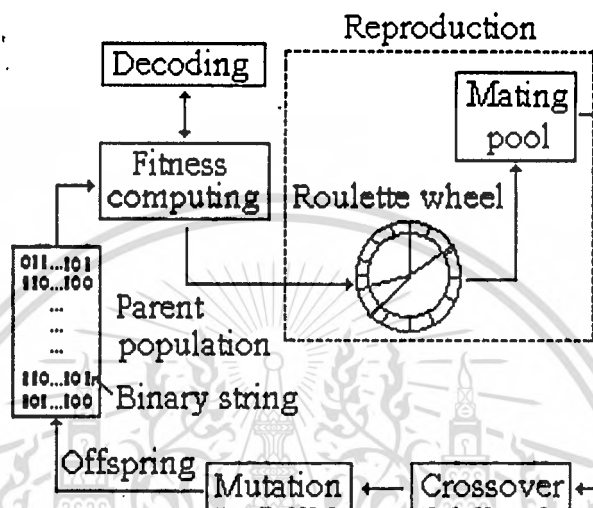 Reproduction
Decoding
Mating
pool
Fitness
computing
Roulette wheel
011...101
110...100
...
...
...
110...101
101...100
Parent
population
Binary string
Offspring
Mutation
Crossover